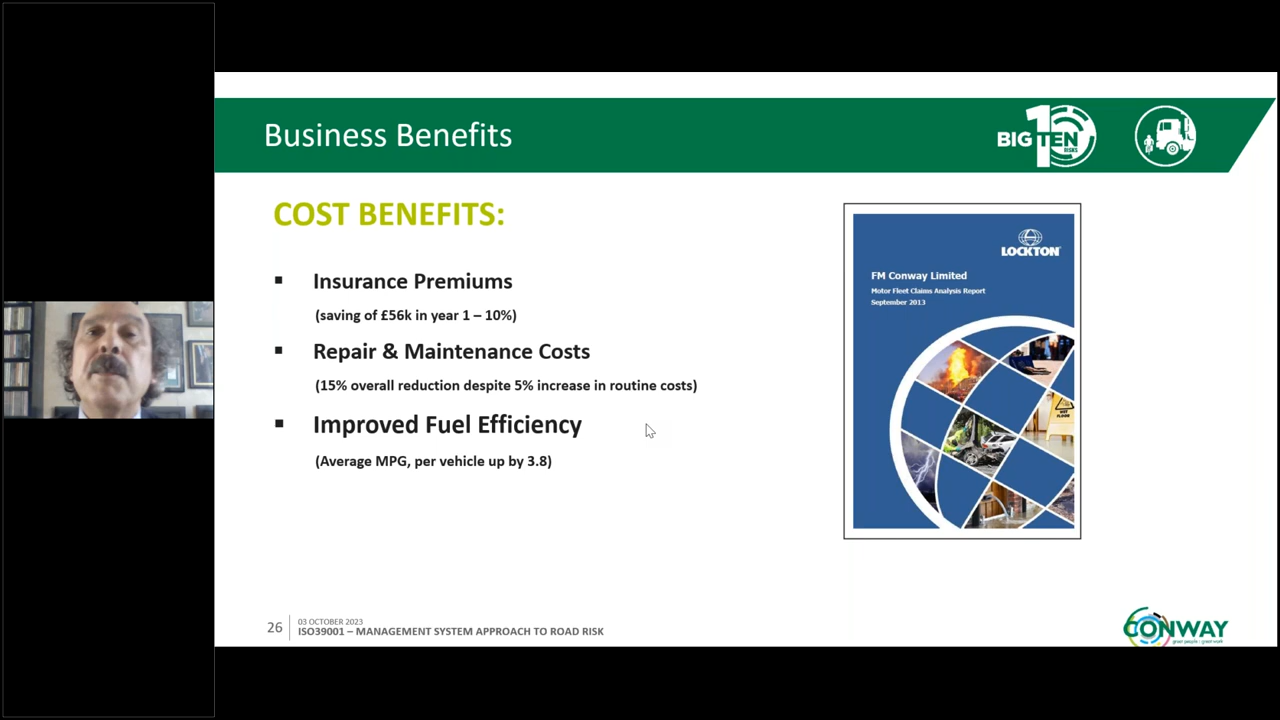 Business Benefits
BIG TEN
RISKS
COST BENEFITS:
Insurance Premiums
(saving of £56k in year 1 – 10%)
Repair & Maintenance Costs
(15% overall reduction despite 5% increase in routine costs)
Improved Fuel Efficiency
(Average MPG, per vehicle up by 3.8)
LOCKTON
FM Conway Limited
Motor Fleet Claims Analysis Report
September 2013
WET
FLOOR
26
03 OCTOBER 2023
ISO39001 – MANAGEMENT SYSTEM APPROACH TO ROAD RISK
CONWAY
great people : great work